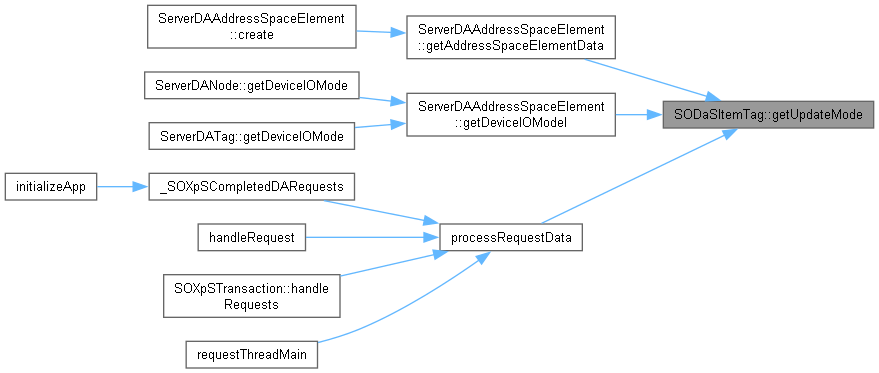 ServerDAAddressSpaceElement
::create
ServerDAAddressSpaceElement
::getAddressSpaceElementData
ServerDANode::getDeviceIOMode
ServerDAAddressSpaceElement
::getDeviceIOModeI
SODaSItemTag::getUpdateMode
ServerDATag::getDeviceIOMode
initializeApp
_SOXpSCompletedDARequests
handleRequest
processRequestData
SOXpSTransaction::handle
Requests
requestThreadMain